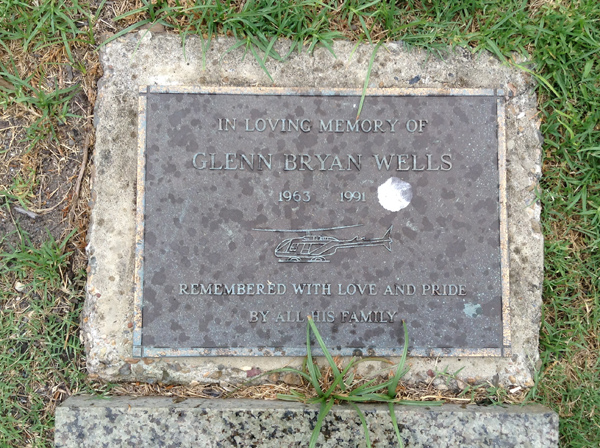 IN LOVING MEMORY OF
GLENN BRYAN WELLS
1963 1991
REMEMBERED WITH LOVE AND PRIDE
BY ALL HIS FAMILY